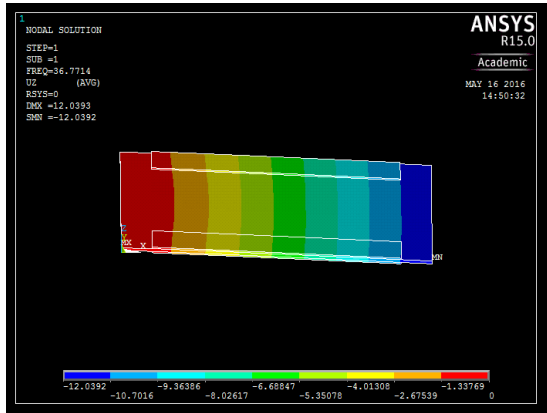 1
NODAL SOLUTION
STEP=1
SUB =1
FREQ=36.7714
UZ (AVG)
RSYS=0
DMX =12.0393
SMN =-12.0392
ANSYS
R15.0
Academic
MAY 16 2016
14:50:32
Z
MX X
MN
-12.0392 -9.36386 -6.68847 -4.01308 -1.33769
-10.7016 -8.02617 -5.35078 -2.67539 0